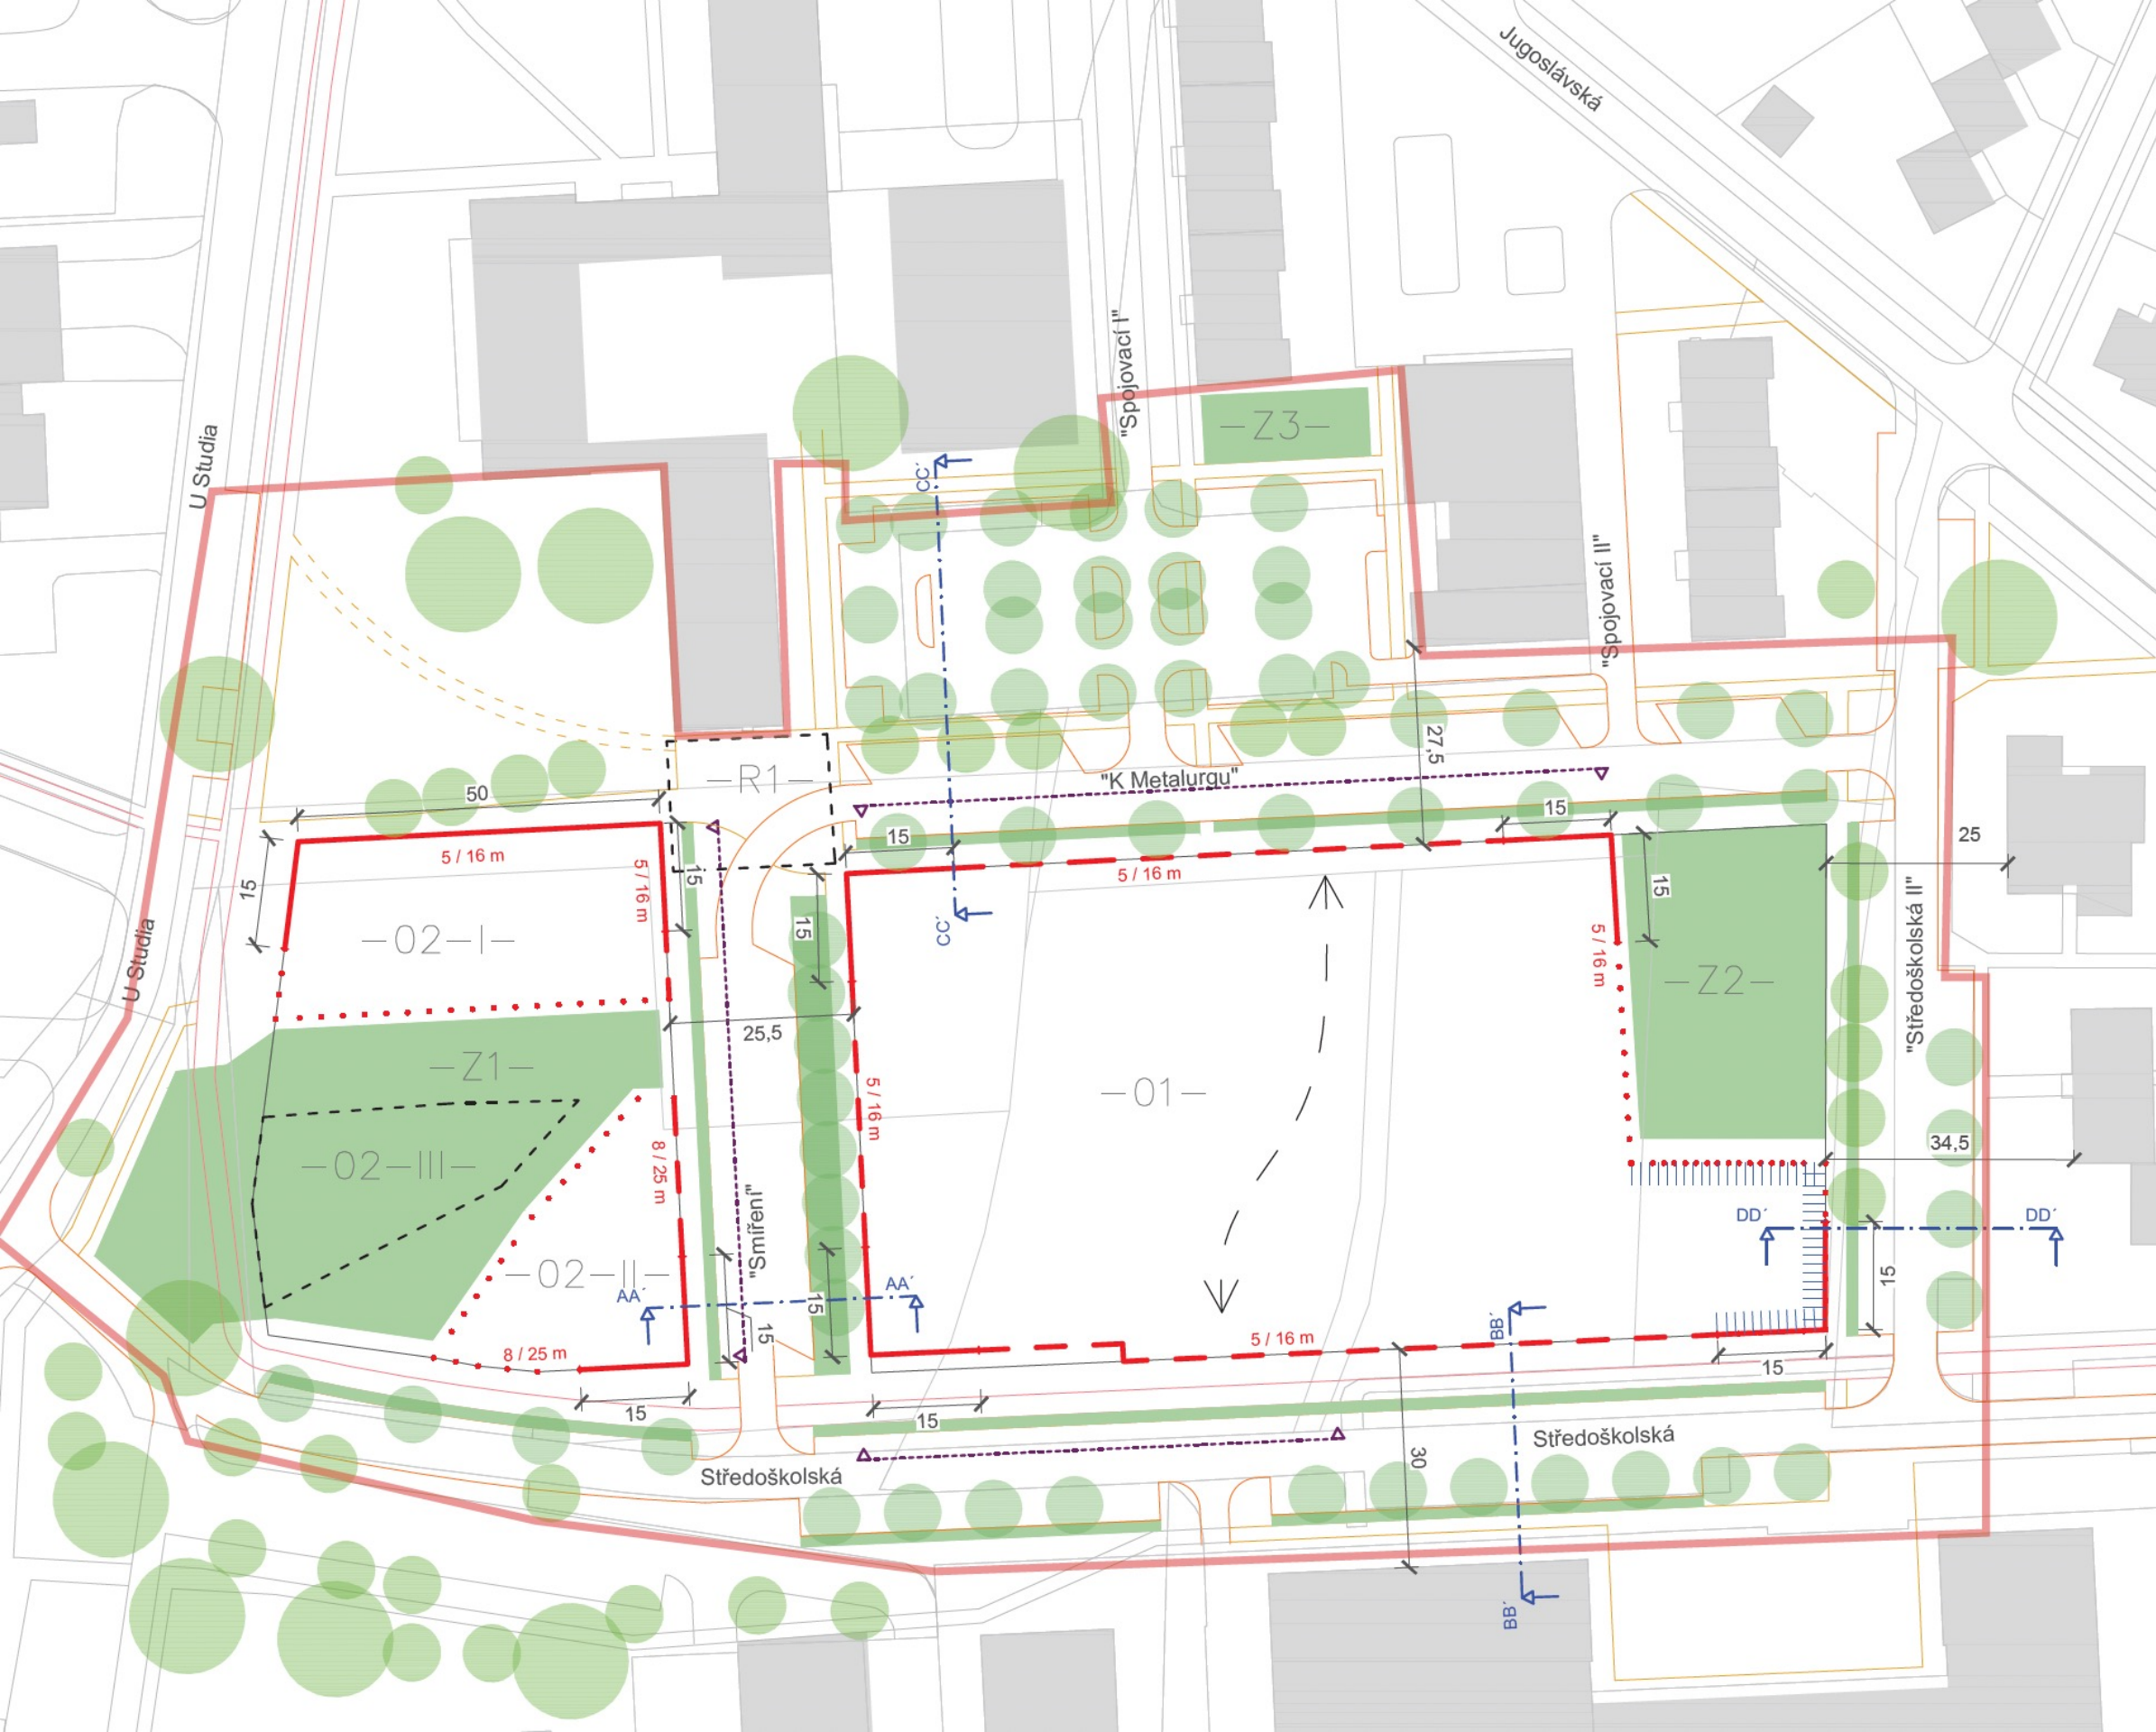 Jugoslávská
"Spojovací I"
-Z3-
U Studia
CC´
"Spojovací II"
27,5
-R1-
"K Metalurgu"
50
15
15
25
5 / 16 m
5 / 16 m
15
15
5 / 16 m
15
15
-02-I-
15
CC´
5 / 16 m
"Středoškolská II"
U Studia
-Z2-
25,5
-Z1-
-01-
5 / 16 m
34,5
-02-III-
8 / 25 m
"Smíření"
DD´
DD´
-02-II-
AA´
AA´
15
15
15
BB´
5 / 16 m
8 / 25 m
15
15
15
30
Středoškolská
Středoškolská
BB´